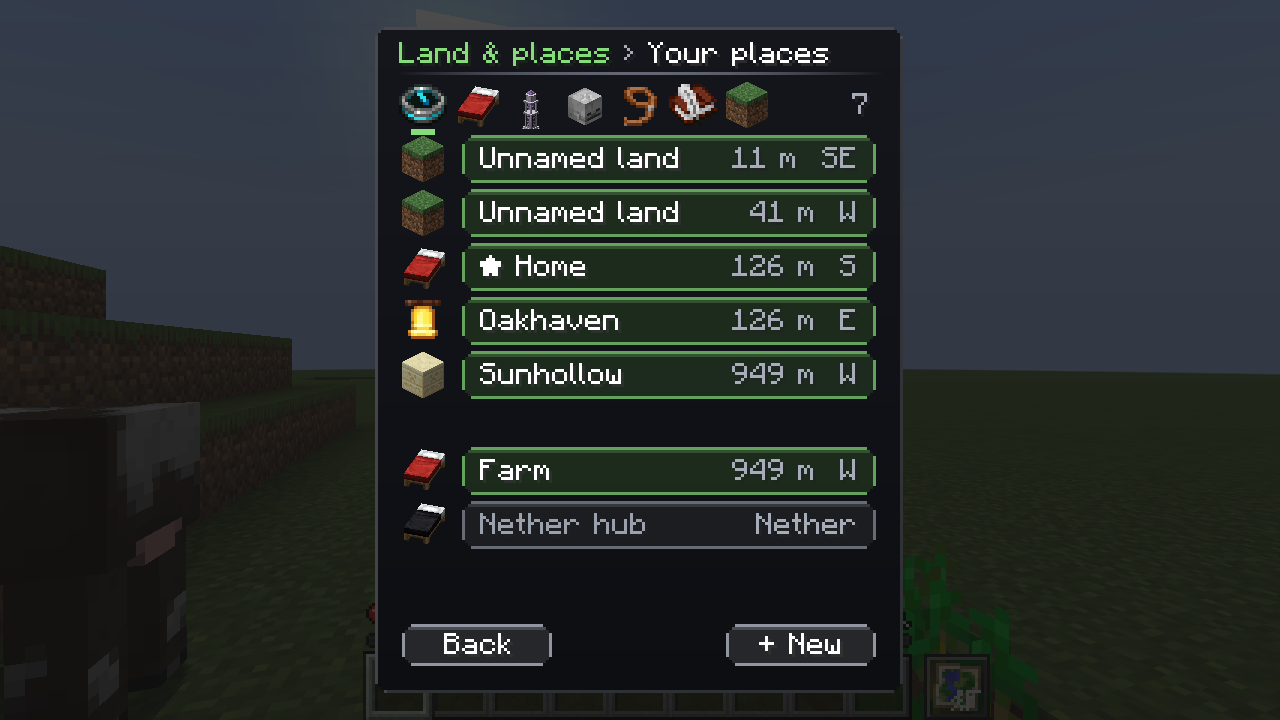 Land & places > Your places
7
Unnamed land 11 m SE
Unnamed land 41 m W
★ Home 126 m S
Oakhaven 126 m E
Sunhollow 949 m W
Farm 949 m W
Nether hub Nether
Back + New